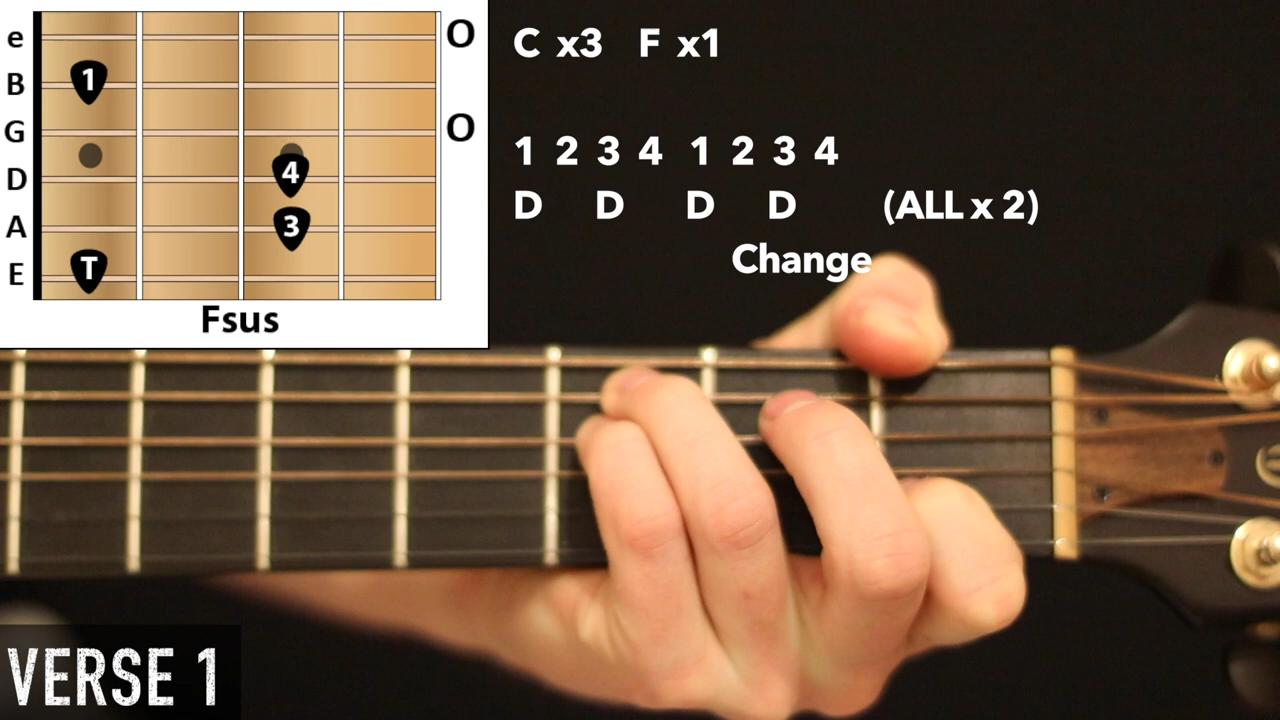 e
B
G
D
A
E
O
O
1
4
3
T
Fsus
C x3 F x1
1 2 3 4 1 2 3 4
D D D D (ALL x 2)
Change
VERSE 1